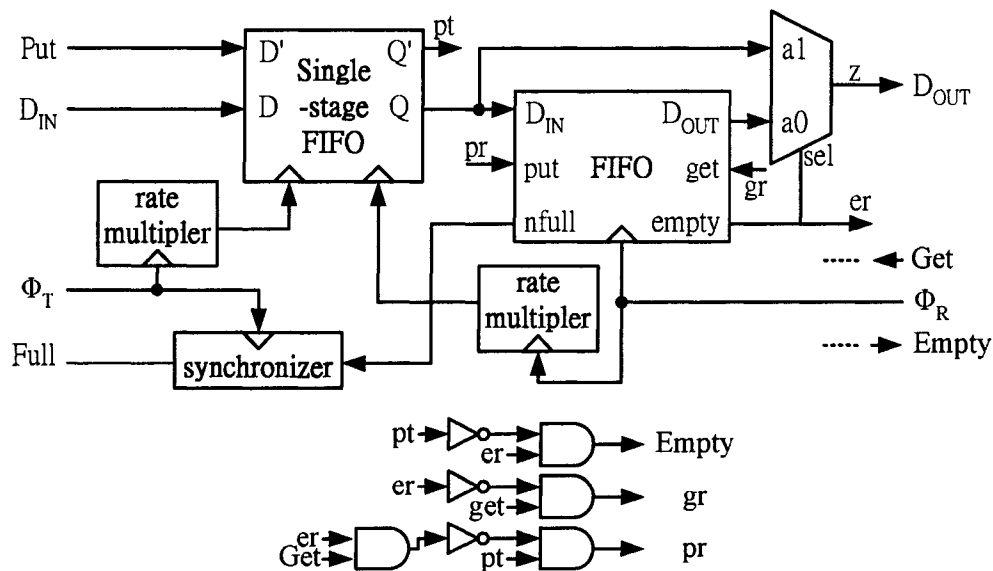 Put
D' Q'
pt
Single
-stage
FIFO
D_IN
D Q
a1
z
D_OUT
D_IN D_OUT
a0
pr
put FIFO get
gr
sel
nfull empty
er
rate
multipler
Get
Φ_T
rate
multipler
Φ_R
Full
synchronizer
Empty
pt
er
Empty
er
get
gr
er
Get
pt
pr